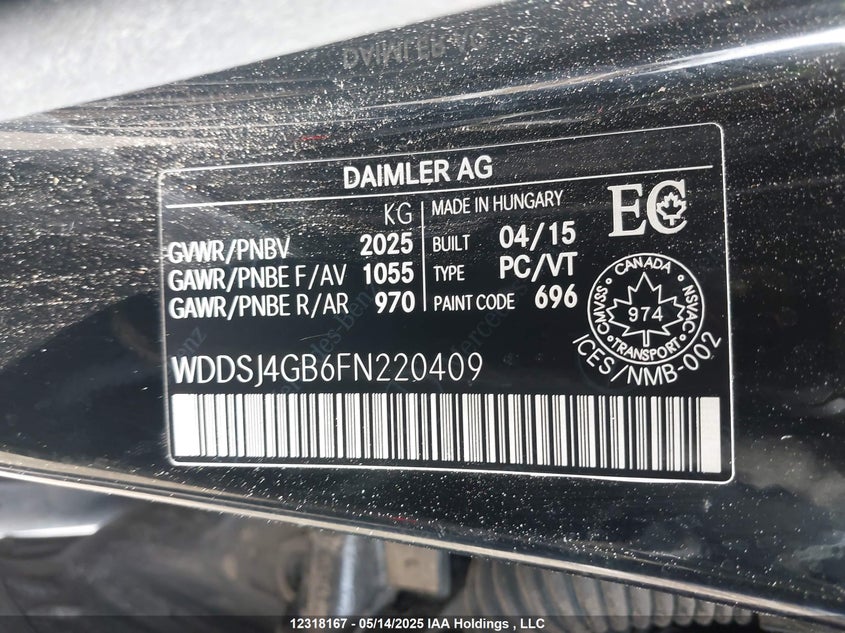 DAIMLER AG
KG
GVWR/PNBV 2025
GAWR/PNBE F/AV 1055
GAWR/PNBE R/AR 970
MADE IN HUNGARY
BUILT 04/15
TYPE PC/VT
PAINT CODE 696
EC
CANADA
CMVSS NSVAC
974
TRANSPORT
ICES/NMB-002
WDDSJ4GB6FN220409
12318167 - 05/14/2025 IAA Holdings , LLC